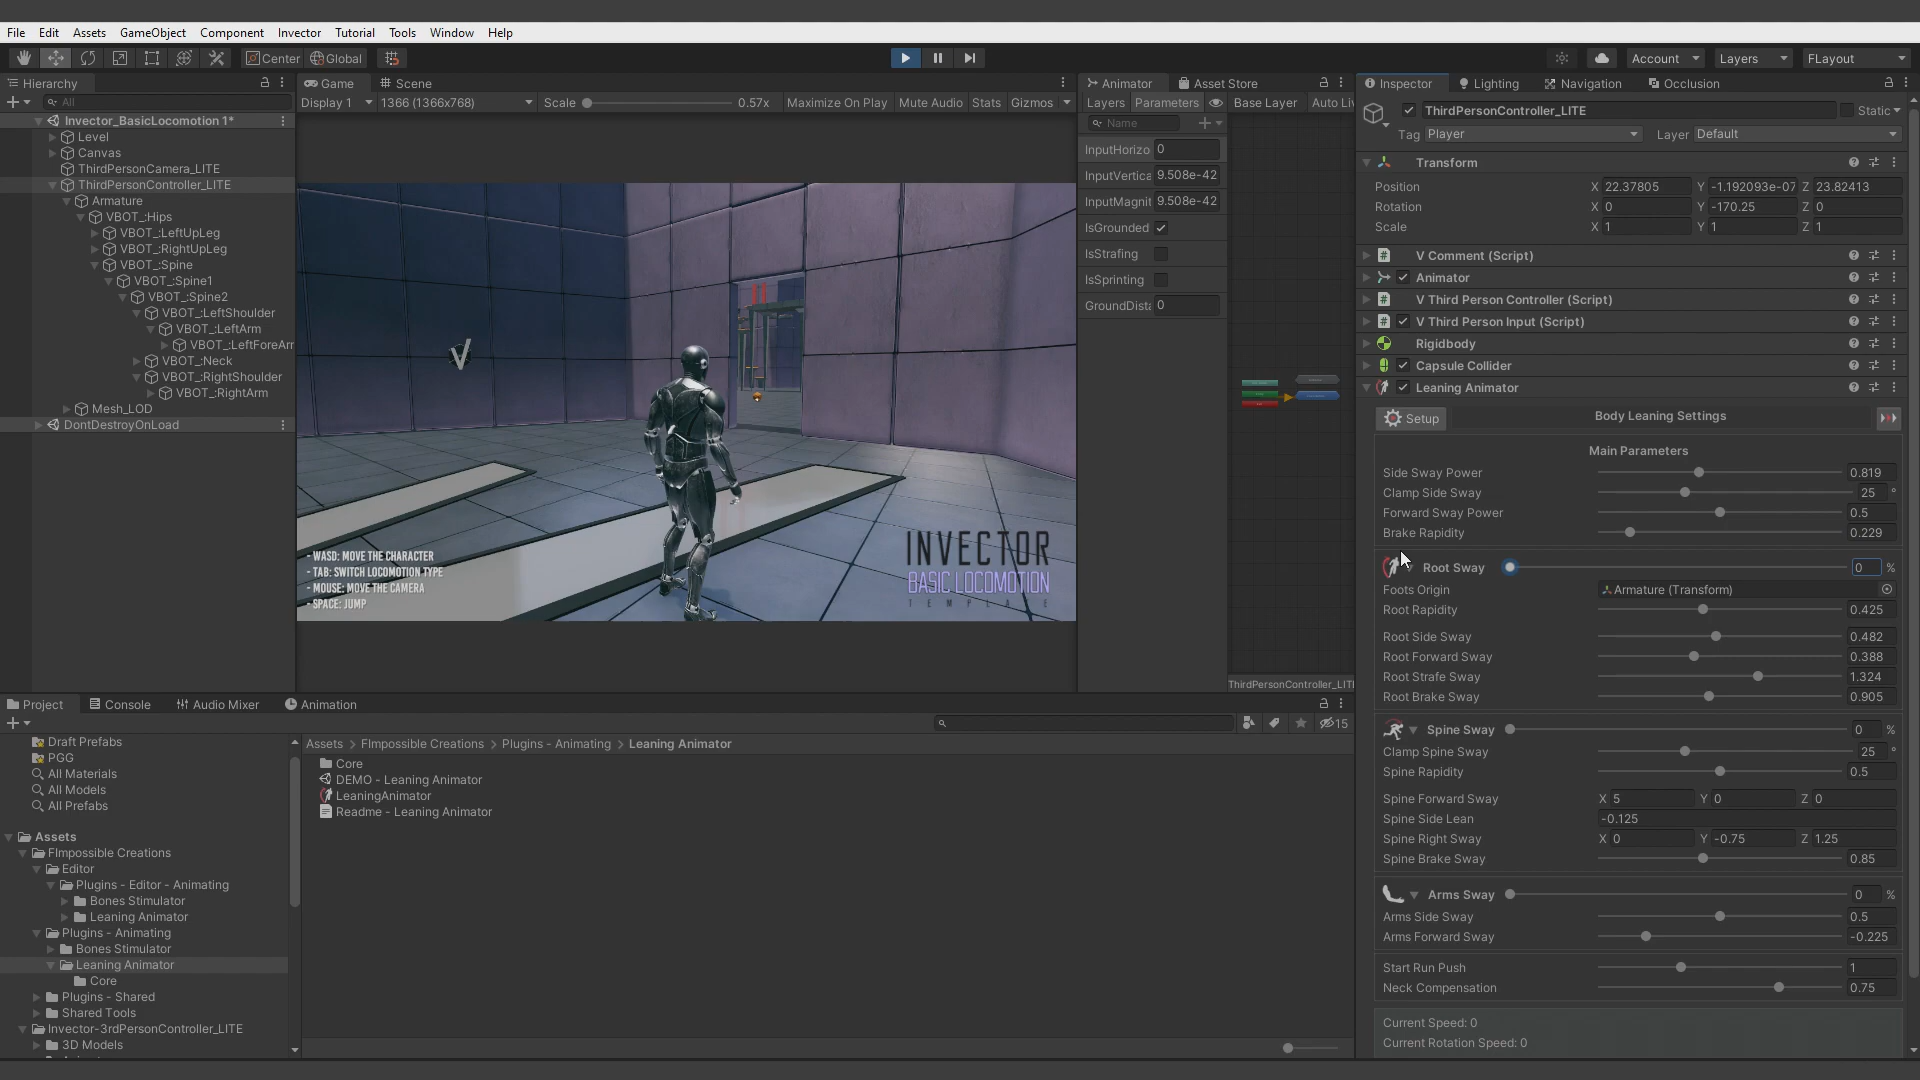 File Edit Assets GameObject Component Invector Tutorial Tools Window Help
Center Global Account Layers FLayout
Hierarchy
All
Invector_BasicLocomotion 1*
Level
Canvas
ThirdPersonCamera_LITE
ThirdPersonController_LITE
Armature
VBOT_:Hips
VBOT_:LeftUpLeg
VBOT_:RightUpLeg
VBOT_:Spine
VBOT_:Spine1
VBOT_:Spine2
VBOT_:LeftShoulder
VBOT_:LeftArm
VBOT_:LeftForeArr
VBOT_:Neck
VBOT_:RightShoulder
VBOT_:RightArm
Mesh_LOD
DontDestroyOnLoad
Game Scene
Display 1 1366 (1366x768) Scale 0.57x Maximize On Play Mute Audio Stats Gizmos
- WASD: MOVE THE CHARACTER
- TAB: SWITCH LOCOMOTION TYPE
- MOUSE: MOVE THE CAMERA
- SPACE: JUMP
INVECTOR
BASIC LOCOMOTION
TEMPLATE
Animator Asset Store
Layers Parameters Base Layer Auto Liv
Name
InputHorizo 0
InputVertica 9.508e-42
InputMagnit 9.508e-42
IsGrounded
IsStrafing
IsSprinting
GroundDista 0
ThirdPersonController_LITE
Inspector Lighting Navigation Occlusion
ThirdPersonController_LITE Static
Tag Player Layer Default
Transform
Position X 22.37805 Y -1.192093e-07 Z 23.82413
Rotation X 0 Y -170.25 Z 0
Scale X 1 Y 1 Z 1
V Comment (Script)
Animator
V Third Person Controller (Script)
V Third Person Input (Script)
Rigidbody
Capsule Collider
Leaning Animator
Setup Body Leaning Settings
Main Parameters
Side Sway Power 0.819
Clamp Side Sway 25 °
Forward Sway Power 0.5
Brake Rapidity 0.229
Root Sway 0 %
Foots Origin Armature (Transform)
Root Rapidity 0.425
Root Side Sway 0.482
Root Forward Sway 0.388
Root Strafe Sway 1.324
Root Brake Sway 0.905
Spine Sway 0 %
Clamp Spine Sway 25 °
Spine Rapidity 0.5
Spine Forward Sway X 5 Y 0 Z 0
Spine Side Lean -0.125
Spine Right Sway X 0 Y -0.75 Z 1.25
Spine Brake Sway 0.85
Arms Sway 0 %
Arms Side Sway 0.5
Arms Forward Sway -0.225
Start Run Push 1
Neck Compensation 0.75
Current Speed: 0
Current Rotation Speed: 0
Project Console Audio Mixer Animation
15
Draft Prefabs
PGG
All Materials
All Models
All Prefabs
Assets
FImpossible Creations
Editor
Plugins - Editor - Animating
Bones Stimulator
Leaning Animator
Plugins - Animating
Bones Stimulator
Leaning Animator
Core
Plugins - Shared
Shared Tools
Invector-3rdPersonController_LITE
3D Models
Assets > FImpossible Creations > Plugins - Animating > Leaning Animator
Core
DEMO - Leaning Animator
LeaningAnimator
Readme - Leaning Animator